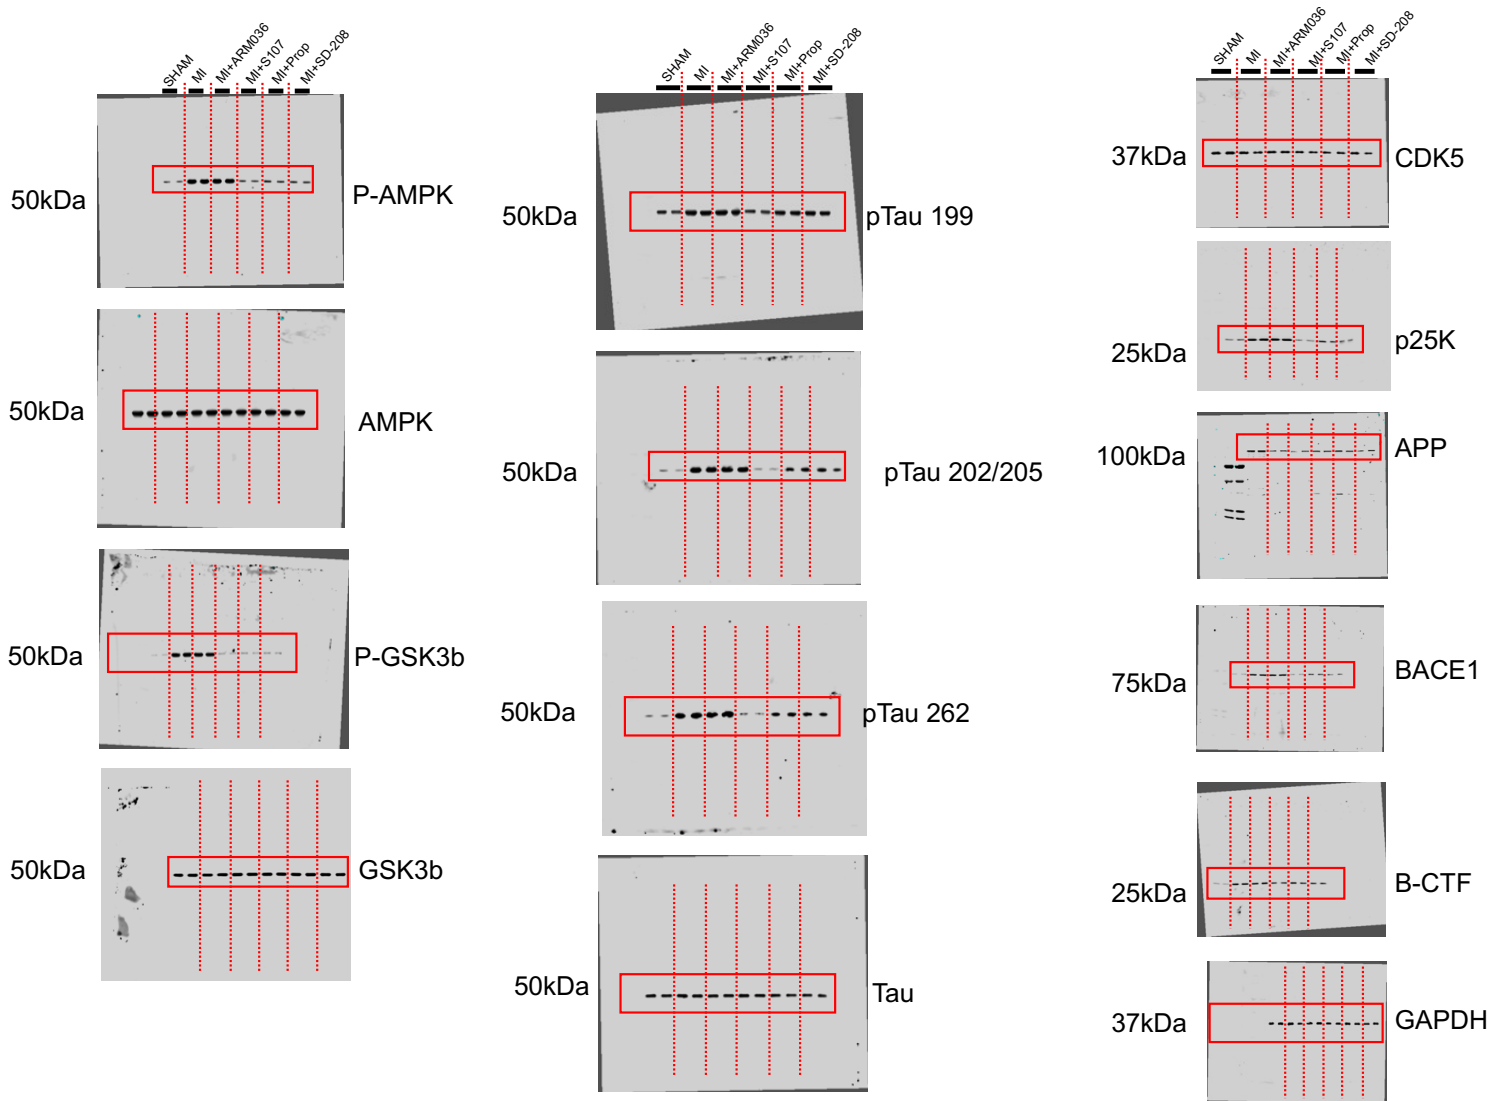 SHAM
MI
MI+ARM036
MI+S107
MI+Prop
MI+SD-208
50kDa
P-AMPK
50kDa
AMPK
50kDa
P-GSK3b
50kDa
GSK3b
SHAM
MI
MI+ARM036
MI+S107
MI+Prop
MI+SD-208
50kDa
pTau 199
50kDa
pTau 202/205
50kDa
pTau 262
50kDa
Tau
SHAM
MI
MI+ARM036
MI+S107
MI+Prop
MI+SD-208
37kDa
CDK5
25kDa
p25K
100kDa
APP
75kDa
BACE1
25kDa
B-CTF
37kDa
GAPDH